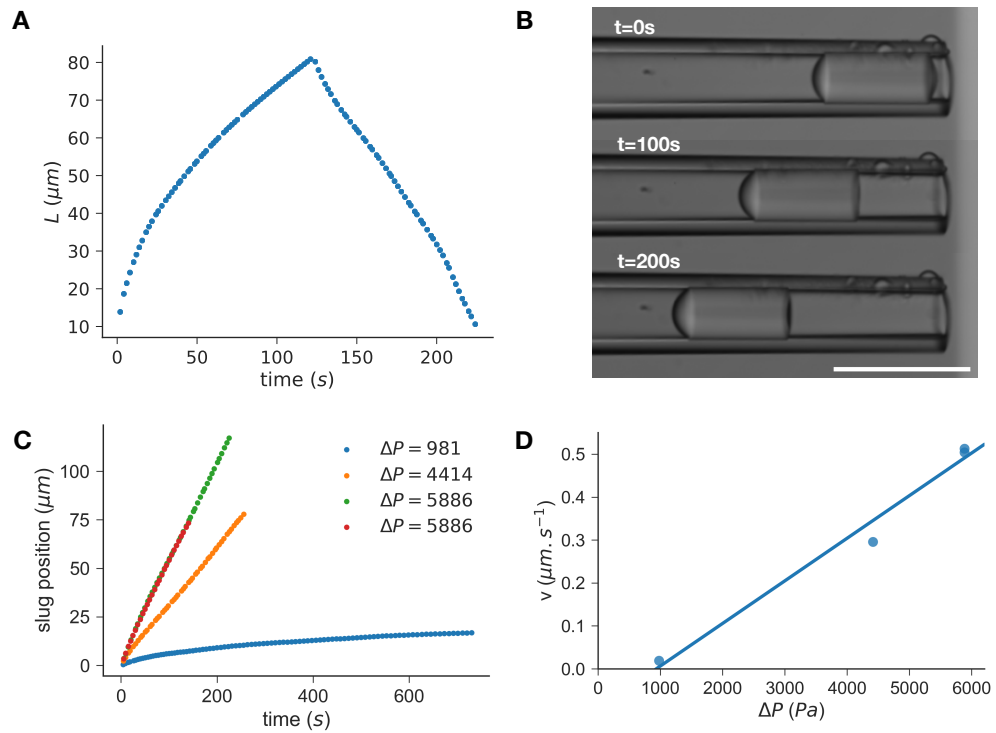 A
L (μm)
80
70
60
50
40
30
20
10
0
50
100
150
200
time (s)
B
t=0s
t=100s
t=200s
C
slug position (μm)
100
75
50
25
0
0
200
400
600
time (s)
ΔP = 981
ΔP = 4414
ΔP = 5886
ΔP = 5886
D
v (μm.s⁻¹)
0.5
0.4
0.3
0.2
0.1
0.0
0
1000
2000
3000
4000
5000
6000
ΔP (Pa)